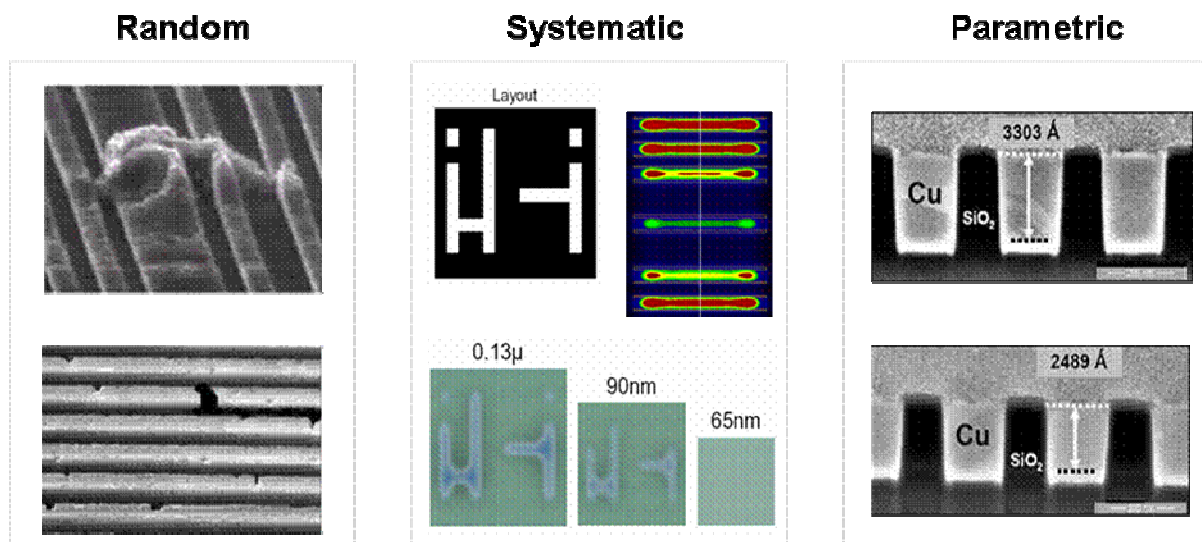 Random
Systematic
Parametric
Layout
0.13μ
90nm
65nm
3303 Å
Cu
SiO₂
2489 Å
Cu
SiO₂